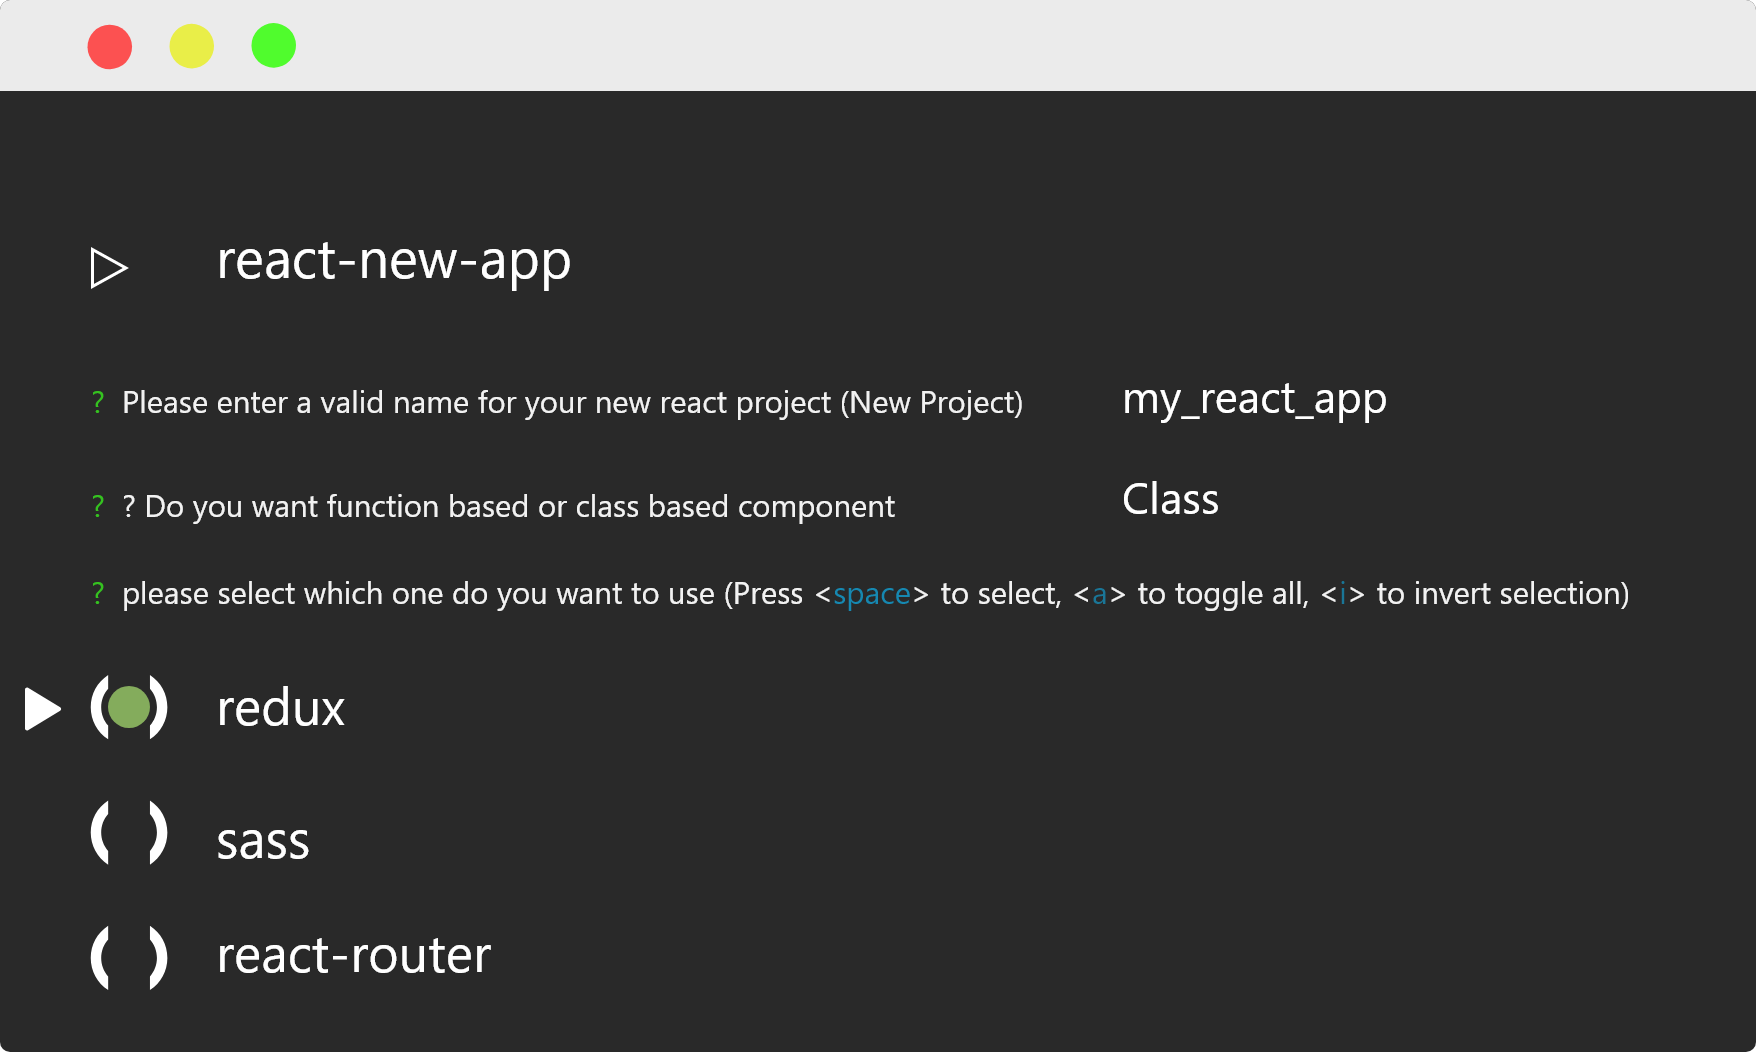 react-new-app
? Please enter a valid name for your new react project (New Project) my_react_app
? ? Do you want function based or class based component Class
? please select which one do you want to use (Press <space> to select, <a> to toggle all, <i> to invert selection)
( ) redux
( ) sass
( ) react-router